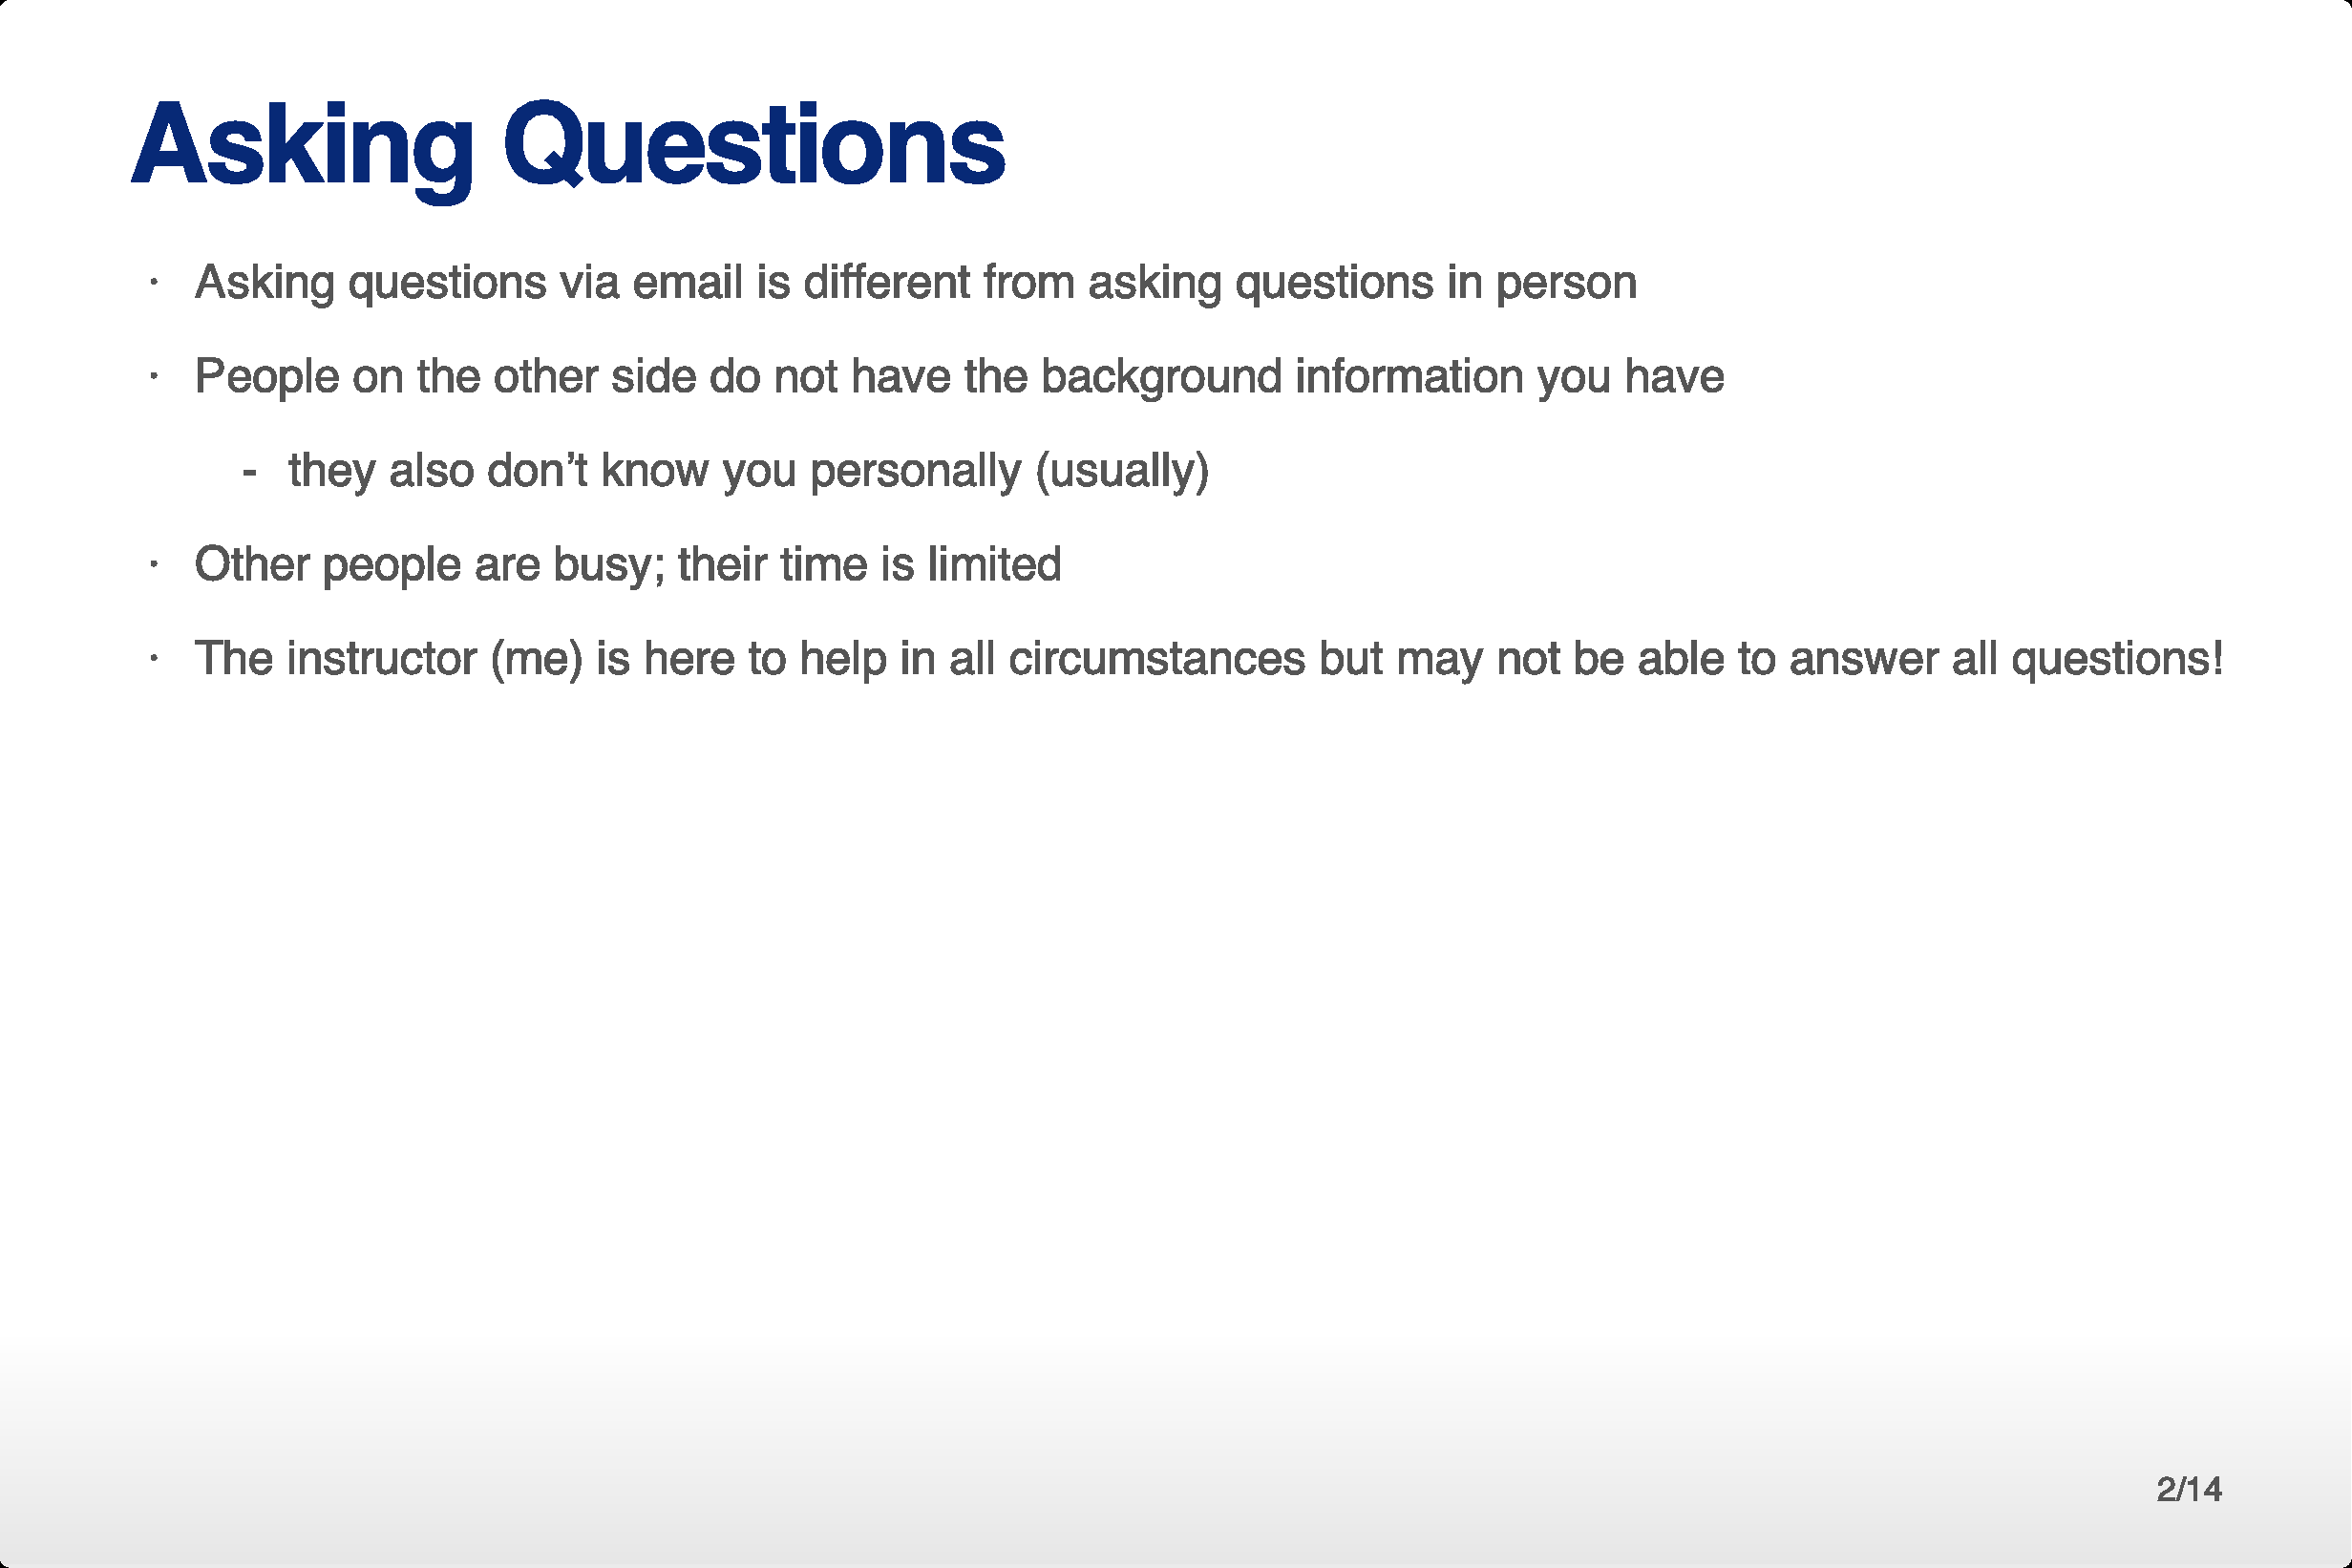 Asking Questions
· Asking questions via email is different from asking questions in person
· People on the other side do not have the background information you have
- they also don’t know you personally (usually)
· Other people are busy; their time is limited
· The instructor (me) is here to help in all circumstances but may not be able to answer all questions!
2/14